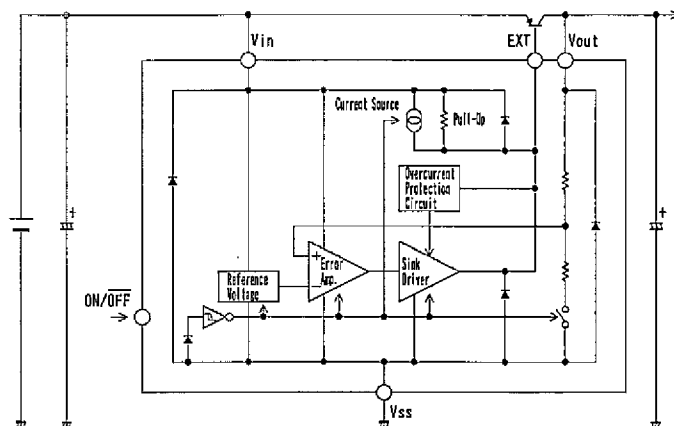 Vin
EXT
Vout
Current Source
Pull-Up
Overcurrent
Protection
Circuit
+
+
+
Error
Amp.
−
Sink
Driver
Reference
Voltage
ON/OFF
Vss